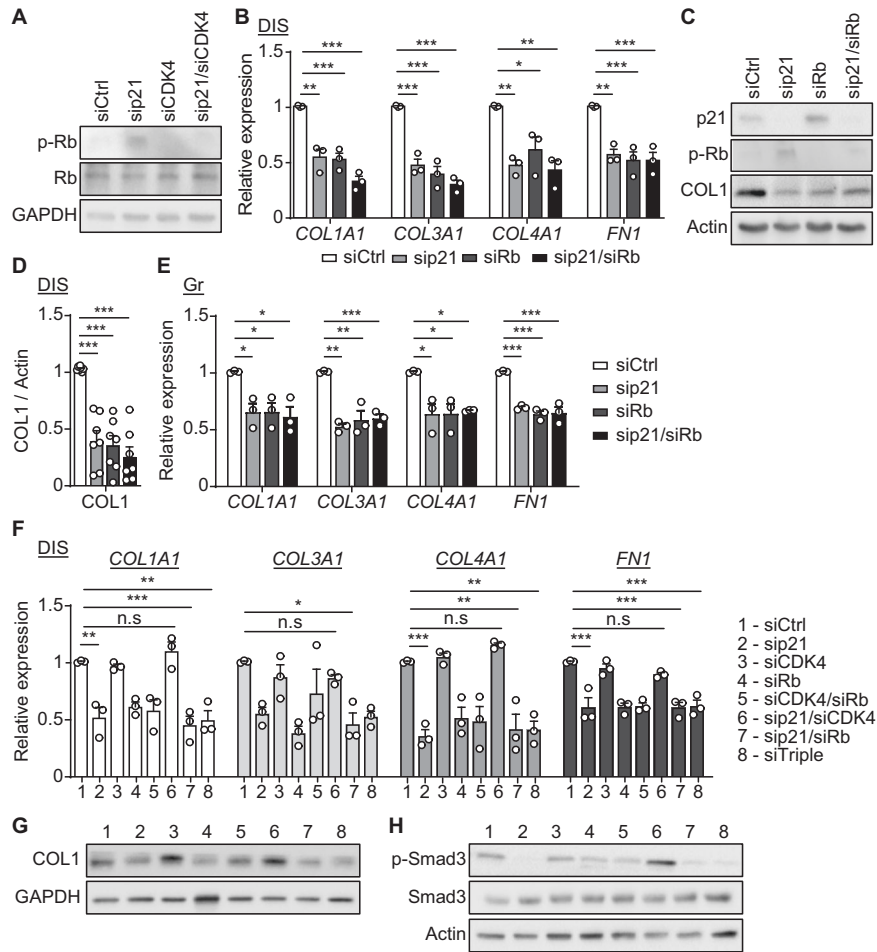 A
siCtrl
sip21
siCDK4
sip21/siCDK4
p-Rb
Rb
GAPDH
B
DIS
Relative expression
1.5
1
0.5
0
***
***
**
***
***
***
**
*
**
***
***
**
COL1A1
COL3A1
COL4A1
FN1
siCtrl
sip21
siRb
sip21/siRb
C
siCtrl
sip21
siRb
sip21/siRb
p21
p-Rb
COL1
Actin
D
DIS
COL1 / Actin
1.5
1
0.5
0
***
***
***
COL1
E
Gr
Relative expression
1.5
1
0.5
0
*
*
*
***
**
**
*
*
*
***
***
***
COL1A1
COL3A1
COL4A1
FN1
siCtrl
sip21
siRb
sip21/siRb
F
DIS
COL1A1
COL3A1
COL4A1
FN1
Relative expression
1.5
1
0.5
0
**
***
n.s
**
*
n.s
**
**
n.s
***
***
***
n.s
***
1 2 3 4 5 6 7 8
1 2 3 4 5 6 7 8
1 2 3 4 5 6 7 8
1 2 3 4 5 6 7 8
1 - siCtrl
2 - sip21
3 - siCDK4
4 - siRb
5 - siCDK4/siRb
6 - sip21/siCDK4
7 - sip21/siRb
8 - siTriple
G
1 2 3 4 5 6 7 8
COL1
GAPDH
H
1 2 3 4 5 6 7 8
p-Smad3
Smad3
Actin